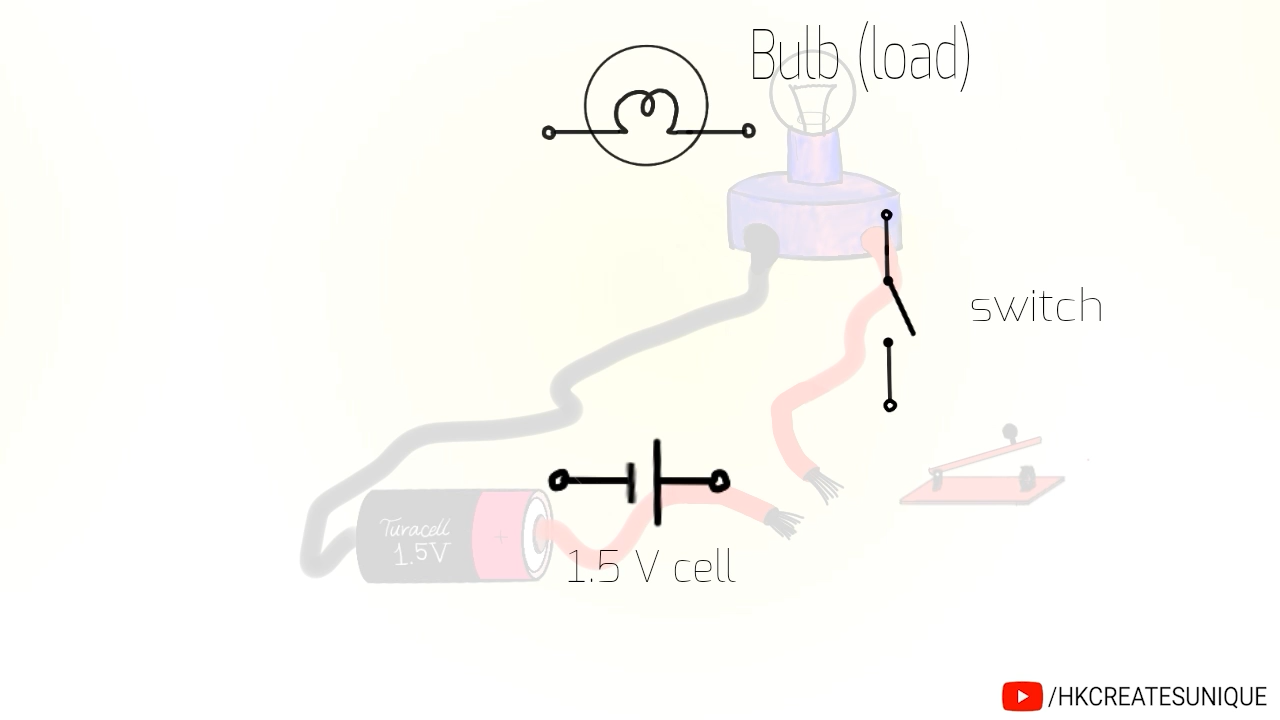 Bulb (load)
switch
Turacell
1.5V
+
1.5 V cell
/HKCREATESUNIQUE